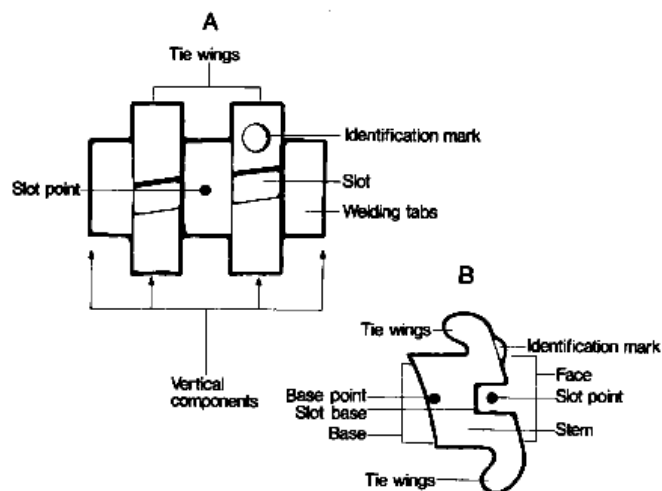 A
Tie wings
Identification mark
Slot point
Slot
Welding tabs
B
Tie wings
Identification mark
Vertical
components
Face
Base point
Slot point
Slot base
Base
Stem
Tie wings